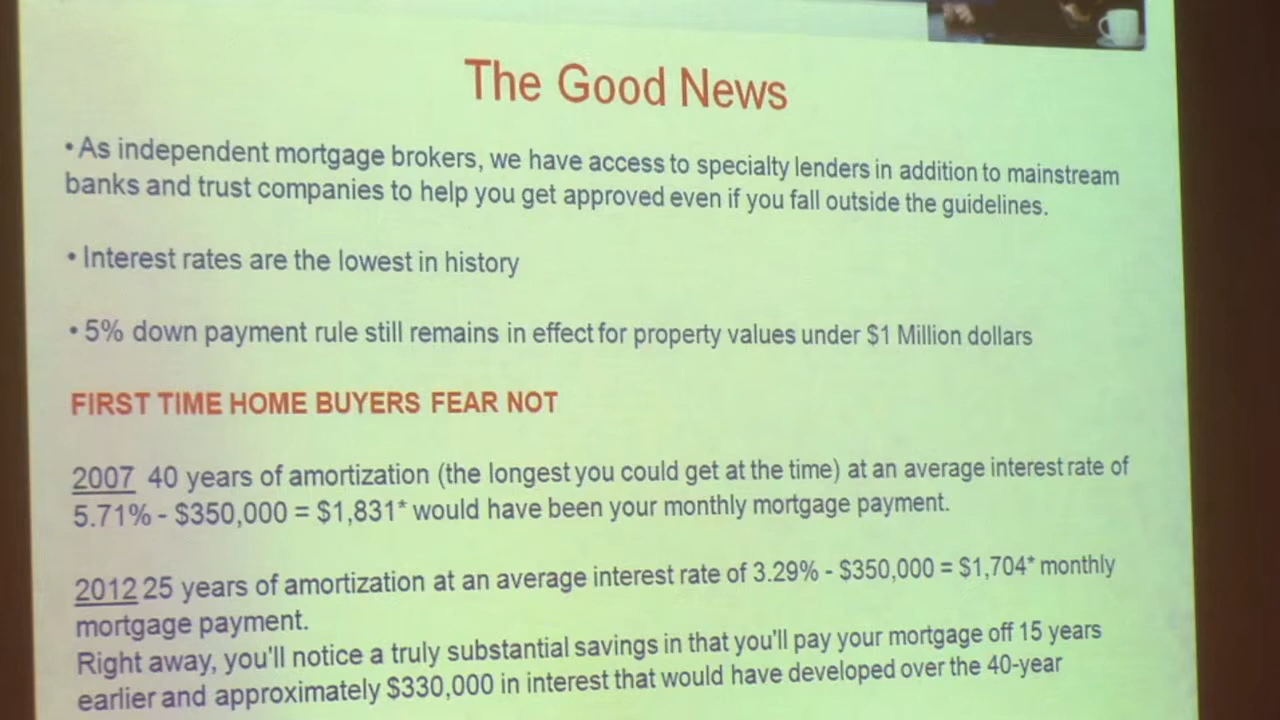 The Good News
• As independent mortgage brokers, we have access to specialty lenders in addition to mainstream
banks and trust companies to help you get approved even if you fall outside the guidelines.
• Interest rates are the lowest in history
• 5% down payment rule still remains in effect for property values under $1 Million dollars
FIRST TIME HOME BUYERS FEAR NOT
2007 40 years of amortization (the longest you could get at the time) at an average interest rate of
5.71% - $350,000 = $1,831* would have been your monthly mortgage payment.
2012 25 years of amortization at an average interest rate of 3.29% - $350,000 = $1,704* monthly
mortgage payment.
Right away, you'll notice a truly substantial savings in that you'll pay your mortgage off 15 years
earlier and approximately $330,000 in interest that would have developed over the 40-year